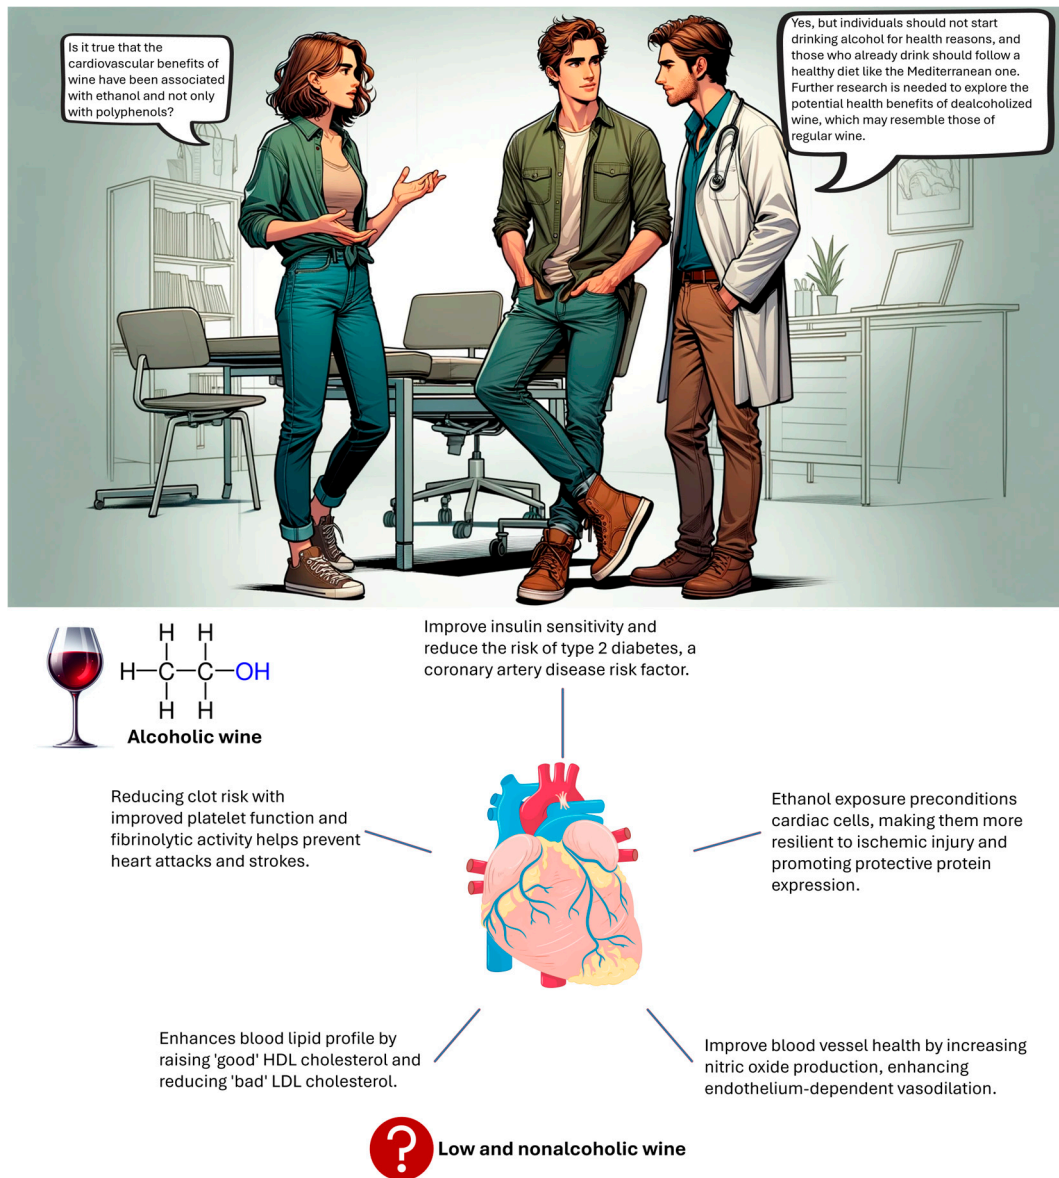 Is it true that the
cardiovascular benefits of
wine have been associated
with ethanol and not only
with polyphenols?
Yes, but individuals should not start
drinking alcohol for health reasons, and
those who already drink should follow a
healthy diet like the Mediterranean one.
Further research is needed to explore the
potential health benefits of dealcoholized
wine, which may resemble those of
regular wine.
H H
H C C OH
H H
Alcoholic wine
Improve insulin sensitivity and
reduce the risk of type 2 diabetes, a
coronary artery disease risk factor.
Reducing clot risk with
improved platelet function and
fibrinolytic activity helps prevent
heart attacks and strokes.
Ethanol exposure preconditions
cardiac cells, making them more
resilient to ischemic injury and
promoting protective protein
expression.
Enhances blood lipid profile by
raising 'good' HDL cholesterol and
reducing 'bad' LDL cholesterol.
Improve blood vessel health by increasing
nitric oxide production, enhancing
endothelium-dependent vasodilation.
? Low and nonalcoholic wine